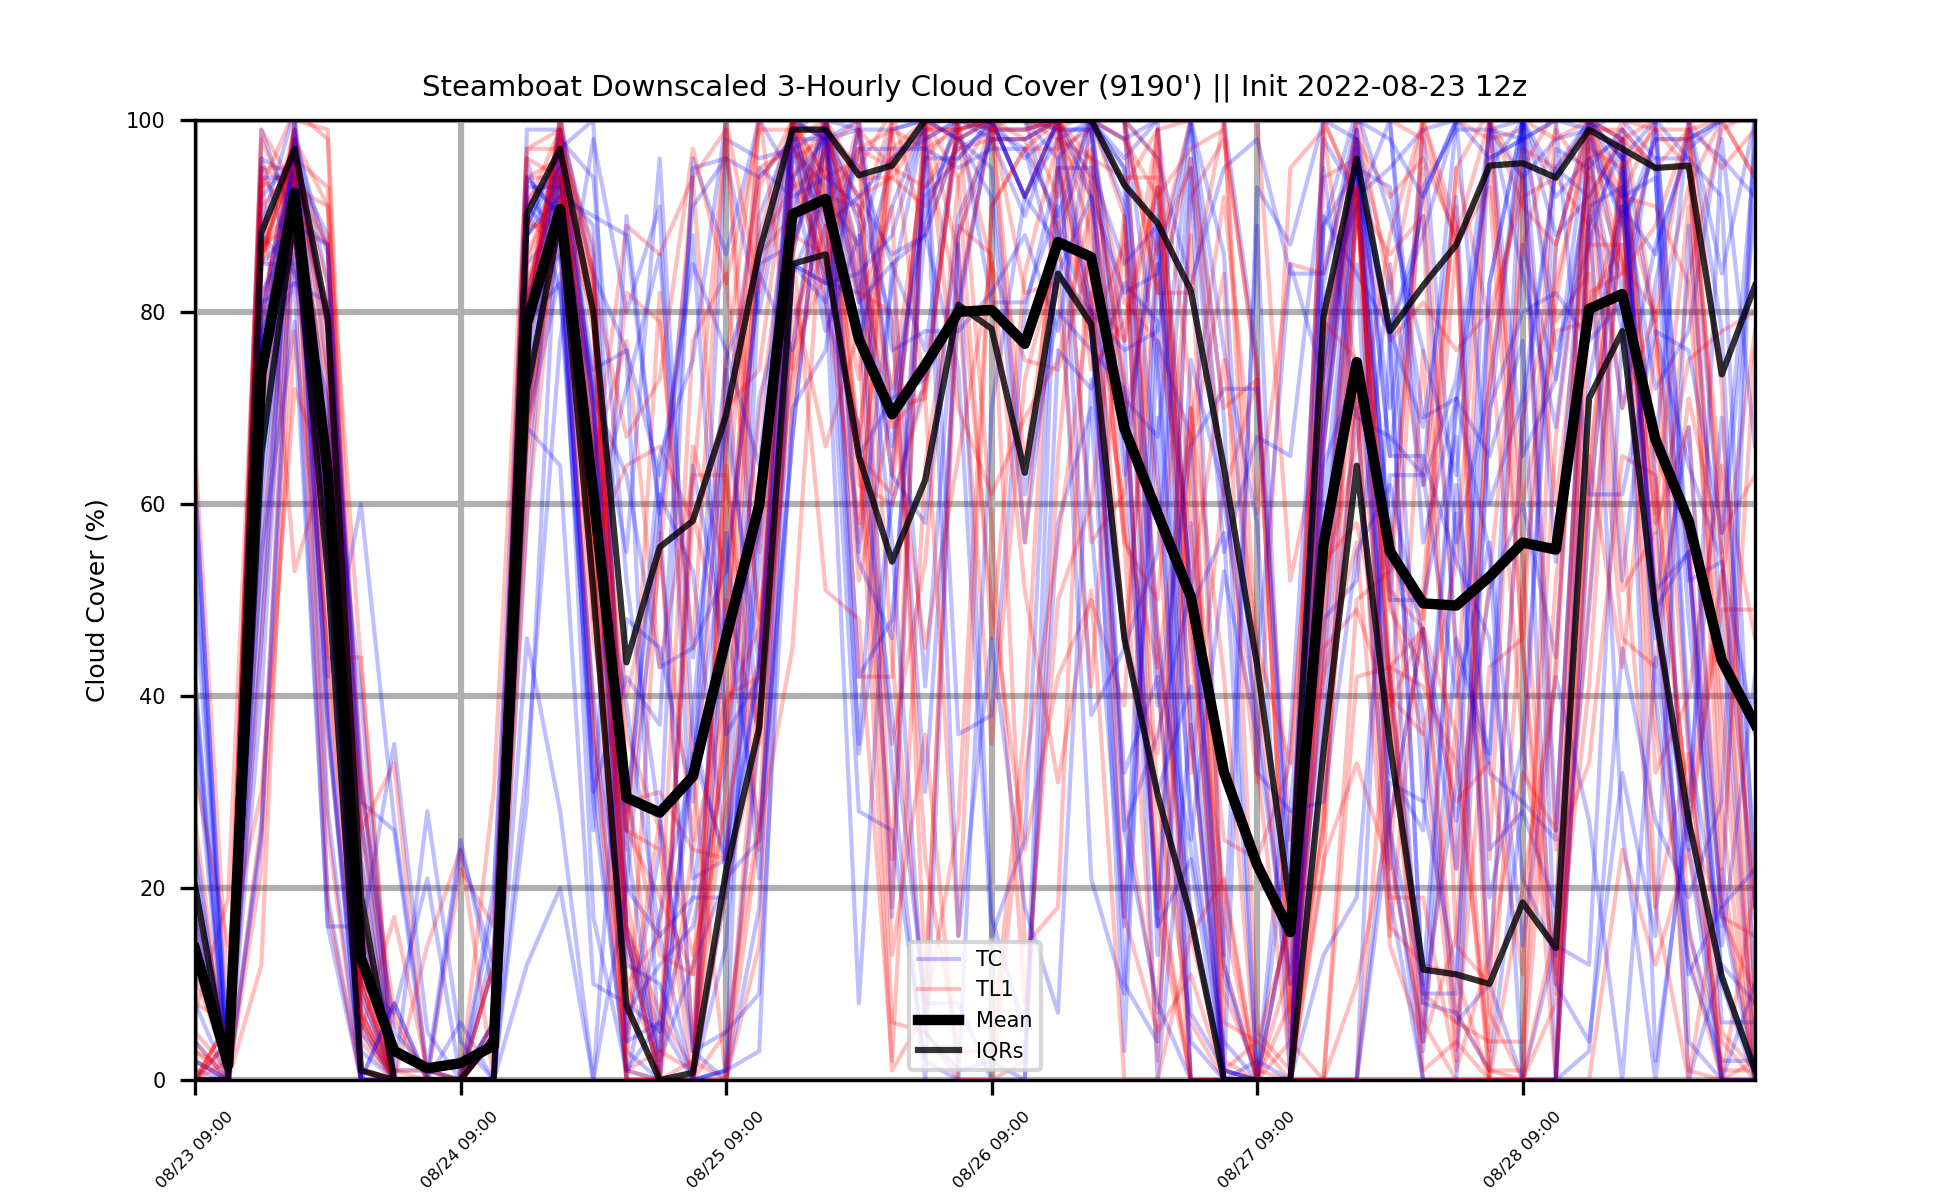 Steamboat Downscaled 3-Hourly Cloud Cover (9190') || Init 2022-08-23 12z
Cloud Cover (%)
100
80
60
40
20
0
TC
TL1
Mean
IQRs
08/23 09:00
08/24 09:00
08/25 09:00
08/26 09:00
08/27 09:00
08/28 09:00